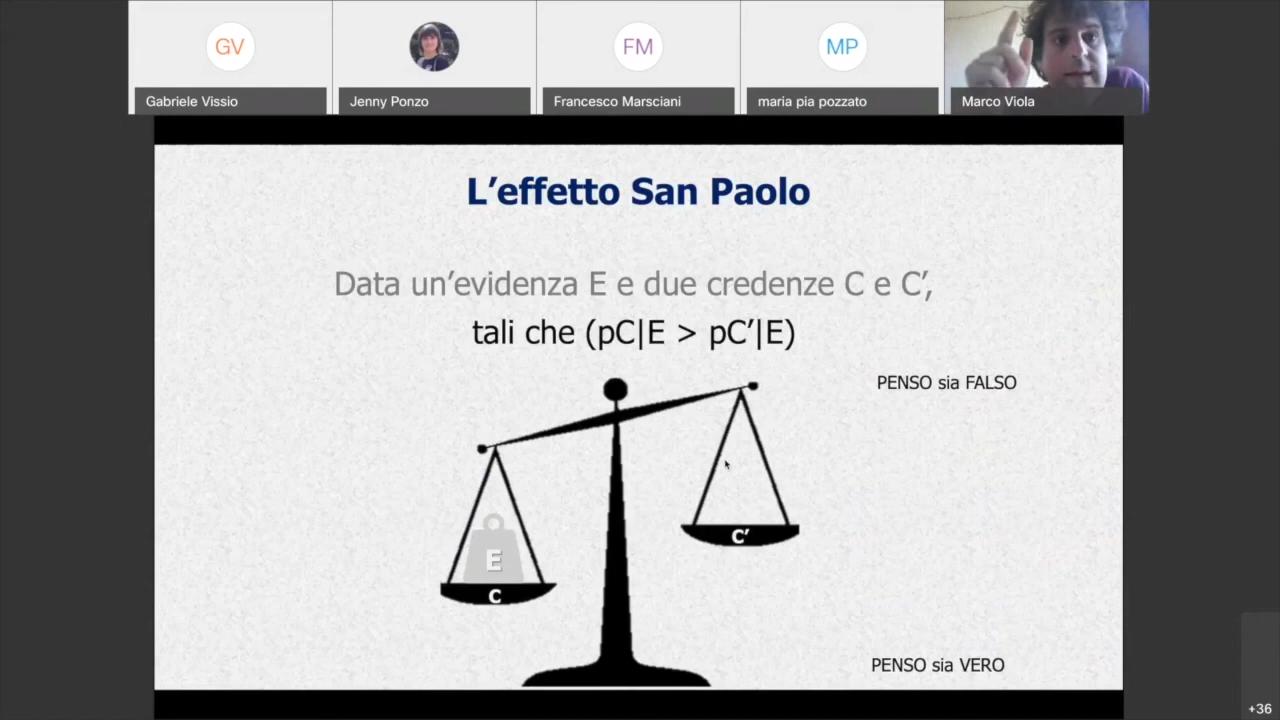 GV
FM
MP
Gabriele Vissio
Jenny Ponzo
Francesco Marsciani
maria pia pozzato
Marco Viola
L’effetto San Paolo
Data un’evidenza E e due credenze C e C’,
tali che (pC|E > pC’|E)
PENSO sia FALSO
C’
E
C
PENSO sia VERO
+36